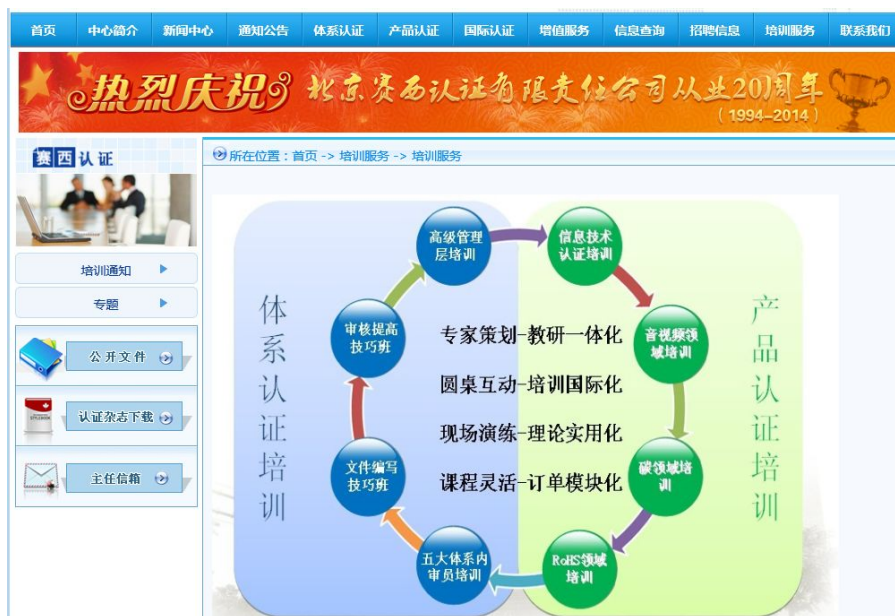 首页 中心简介 新闻中心 通知公告 体系认证 产品认证 国际认证 增值服务 信息查询 招聘信息 培训服务 联系我们
热烈庆祝 北京赛西认证有限责任公司从业20周年
(1994-2014)
赛西认证
所在位置：首页 -> 培训服务 -> 培训服务
培训通知
专题
公开文件
认证杂志下载
主任信箱
体系认证培训
高级管理
层培训
审核提高
技巧班
文件编写
技巧班
五大体系内
审员培训
专家策划-教研一体化
圆桌互动-培训国际化
现场演练-理论实用化
课程灵活-订单模块化
信息技术
认证培训
音视频领
域培训
碳领域培
训
RoHS领域
培训
产品认证培训